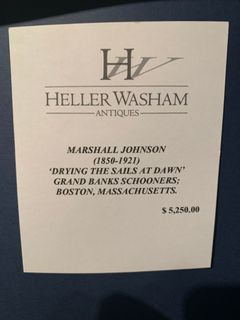 HW
HELLER WASHAM
ANTIQUES
MARSHALL JOHNSON
(1850-1921)
'DRYING THE SAILS AT DAWN'
GRAND BANKS SCHOONERS;
BOSTON, MASSACHUSETTS.
$ 5,250.00